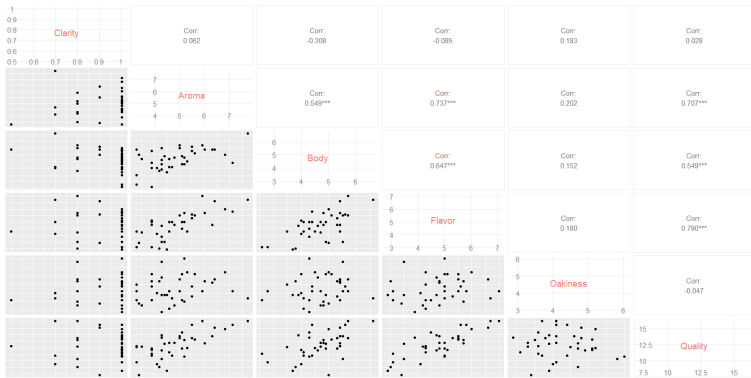 1
0.9
0.8
0.7
0.6
Clarity
0.5 0.6 0.7 0.8 0.9 1
Corr:
0.062
Corr:
-0.308
Corr:
-0.085
Corr:
0.183
Corr:
0.028
7
6
5
4
Aroma
4 5 6 7
Corr:
0.549***
Corr:
0.737***
Corr:
0.202
Corr:
0.707***
6
5
4
3
Body
3 4 5 6
Corr:
0.647***
Corr:
0.152
Corr:
0.549***
7
6
5
4
3
Flavor
3 4 5 6 7
Corr:
0.180
Corr:
0.790***
6
5
4
3
Oakiness
3 4 5 6
Corr:
-0.047
15
12.5
10
7.5
Quality
7.5 10 12.5 15